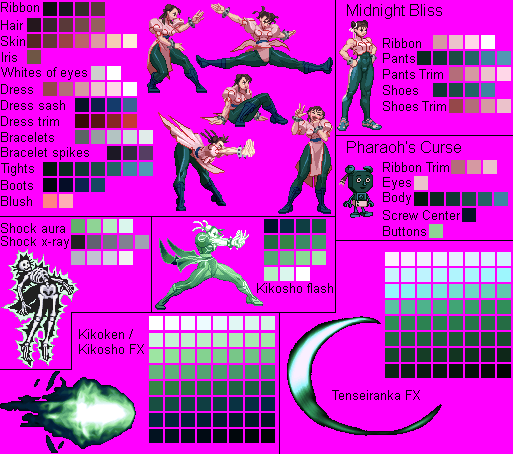 Ribbon
Hair
Skin
Iris
Whites of eyes
Dress
Dress sash
Dress trim
Bracelets
Bracelet spikes
Tights
Boots
Blush
Midnight Bliss
Ribbon
Pants
Pants Trim
Shoes
Shoes Trim
Pharaoh's Curse
Ribbon Trim
Eyes
Body
Screw Center
Buttons
Shock aura
Shock x-ray
Kikosho flash
Kikoken /
Kikosho FX
Tenseiranka FX